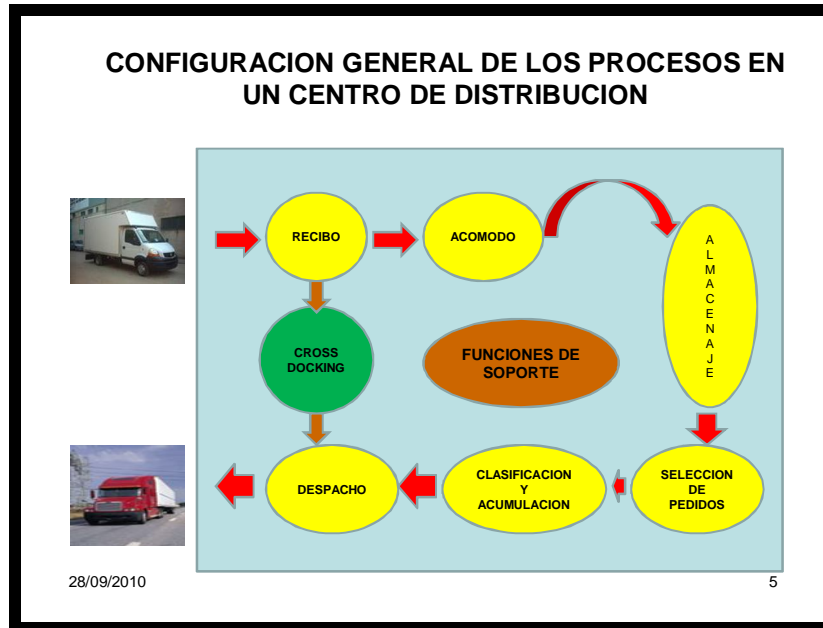 CONFIGURACION GENERAL DE LOS PROCESOS EN
UN CENTRO DE DISTRIBUCION
RECIBO
ACOMODO
A
L
M
A
C
E
N
A
J
E
CROSS
DOCKING
FUNCIONES DE
SOPORTE
DESPACHO
CLASIFICACION
Y
ACUMULACION
SELECCION
DE
PEDIDOS
28/09/2010
5